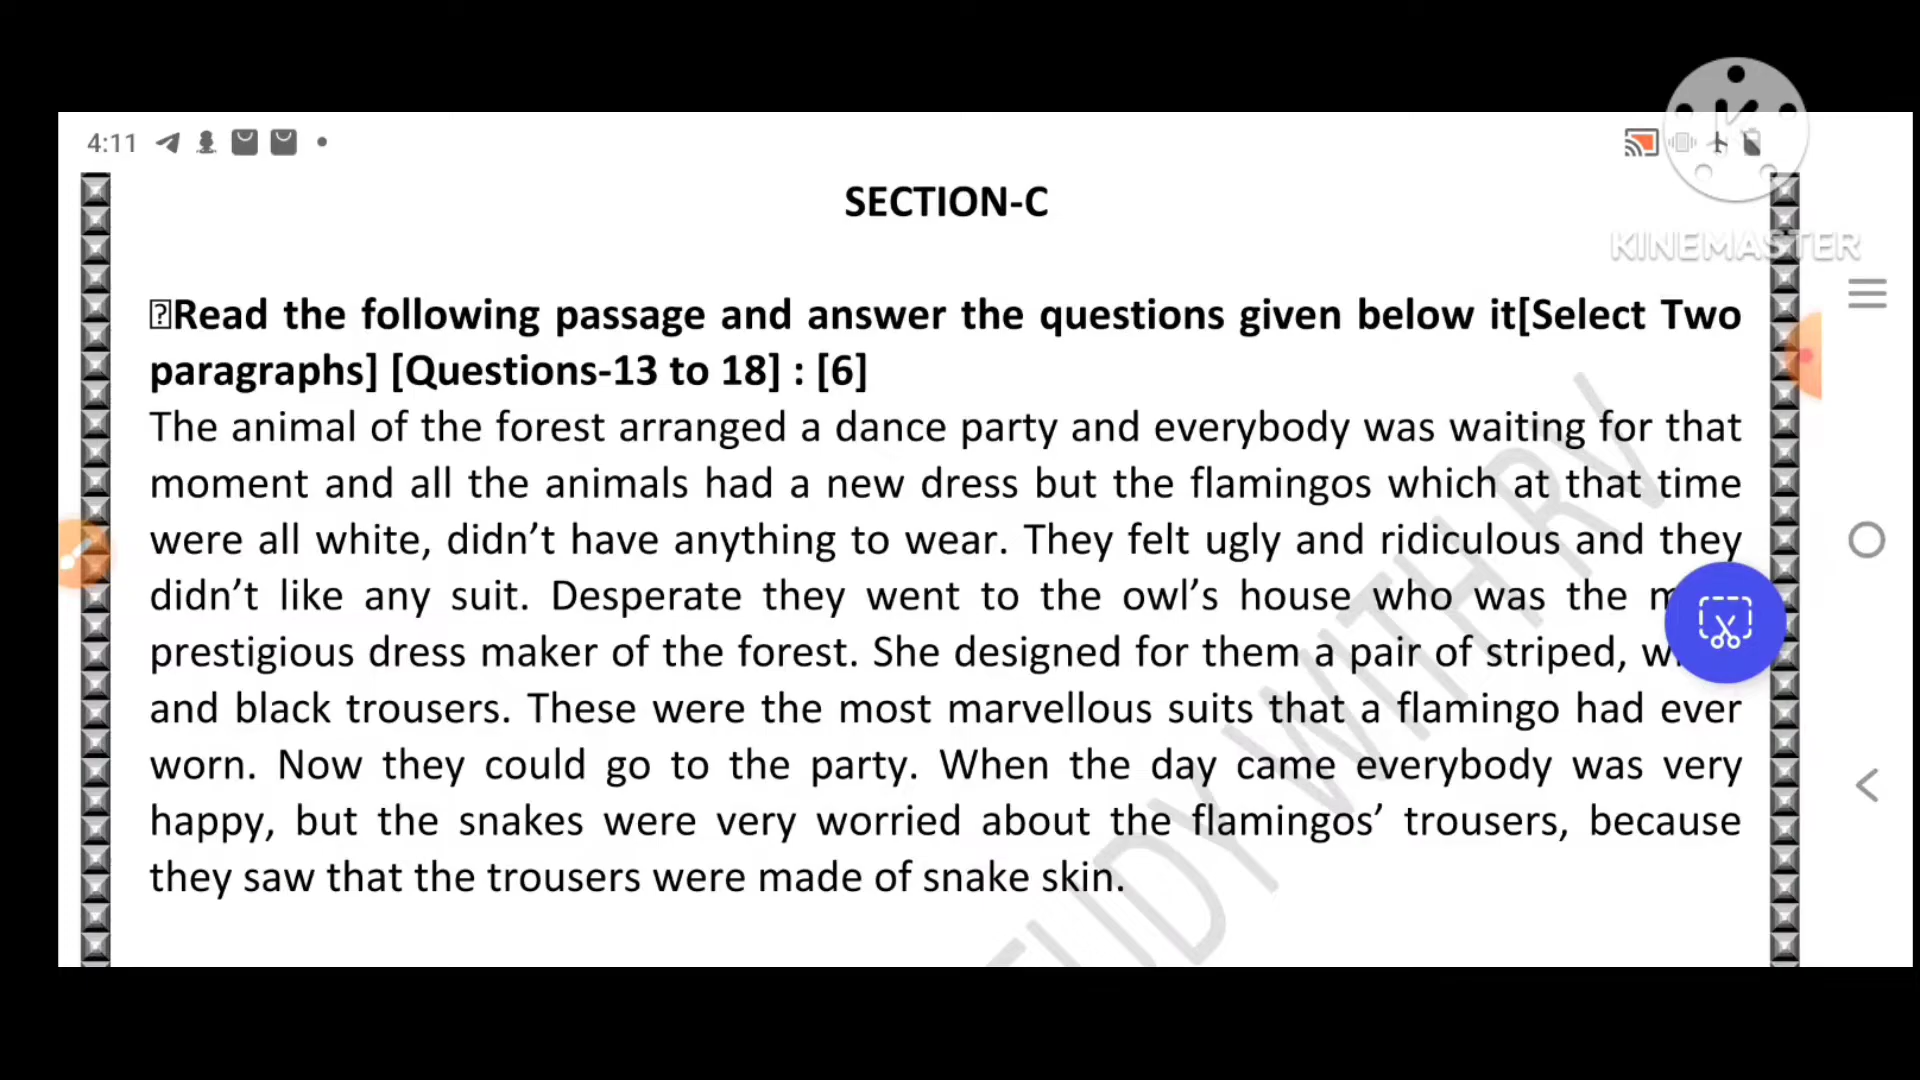 4:11
KINEMASTER
SECTION-C
Read the following passage and answer the questions given below it[Select Two
paragraphs] [Questions-13 to 18] : [6]
The animal of the forest arranged a dance party and everybody was waiting for that
moment and all the animals had a new dress but the flamingos which at that time
were all white, didn’t have anything to wear. They felt ugly and ridiculous and they
didn’t like any suit. Desperate they went to the owl’s house who was the
prestigious dress maker of the forest. She designed for them a pair of striped,
and black trousers. These were the most marvellous suits that a flamingo had ever
worn. Now they could go to the party. When the day came everybody was very
happy, but the snakes were very worried about the flamingos’ trousers, because
they saw that the trousers were made of snake skin.
STUDY WITH RV